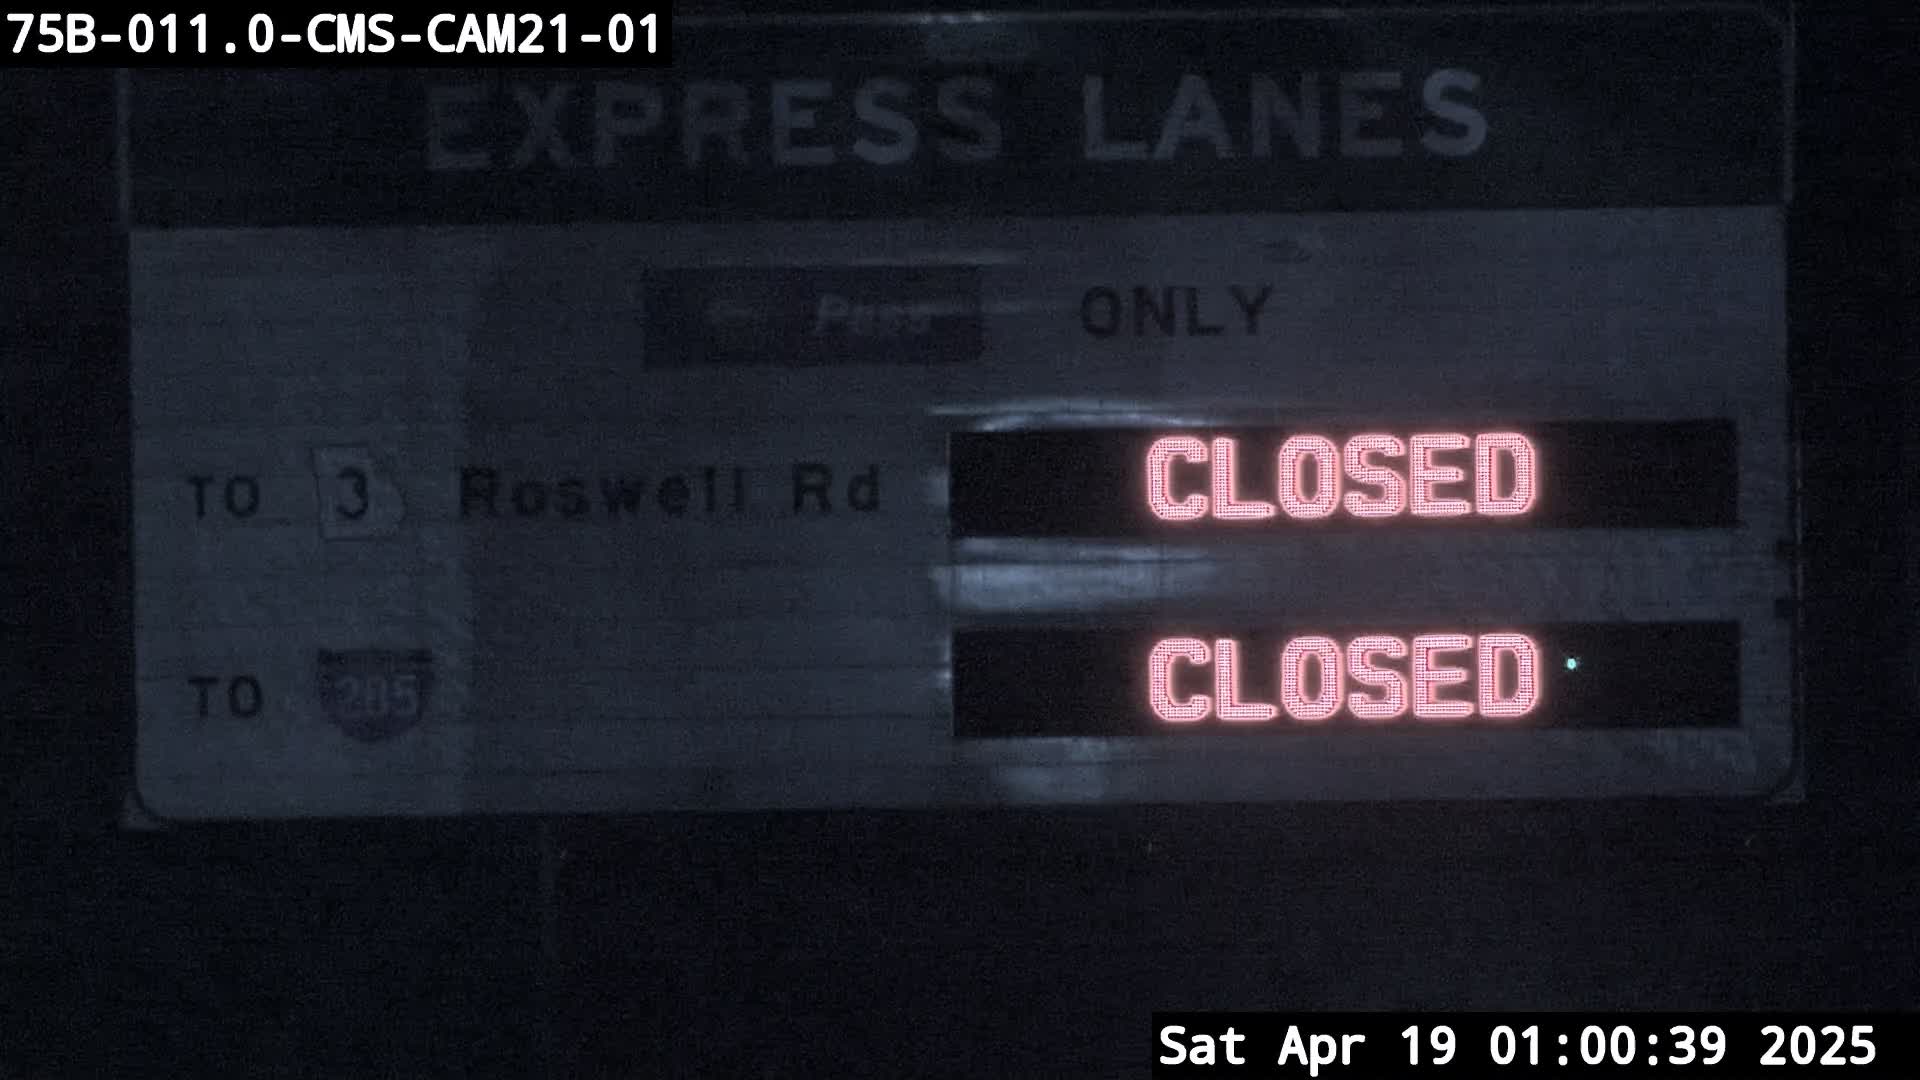 75B-011.0-CMS-CAM21-01
EXPRESS LANES
Pass ONLY
TO 3 Roswell Rd CLOSED
TO 285 CLOSED
Sat Apr 19 01:00:39 2025